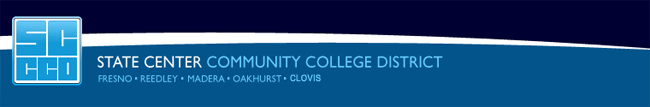 SC
CCD
STATE CENTER COMMUNITY COLLEGE DISTRICT
FRESNO • REEDLEY • MADERA • OAKHURST • CLOVIS